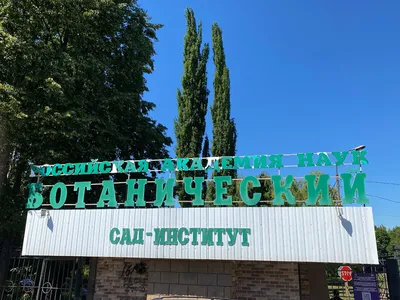 РОССИЙСКАЯ АКАДЕМИЯ НАУК
БОТАНИЧЕСКИЙ
САД-ИНСТИТУТ